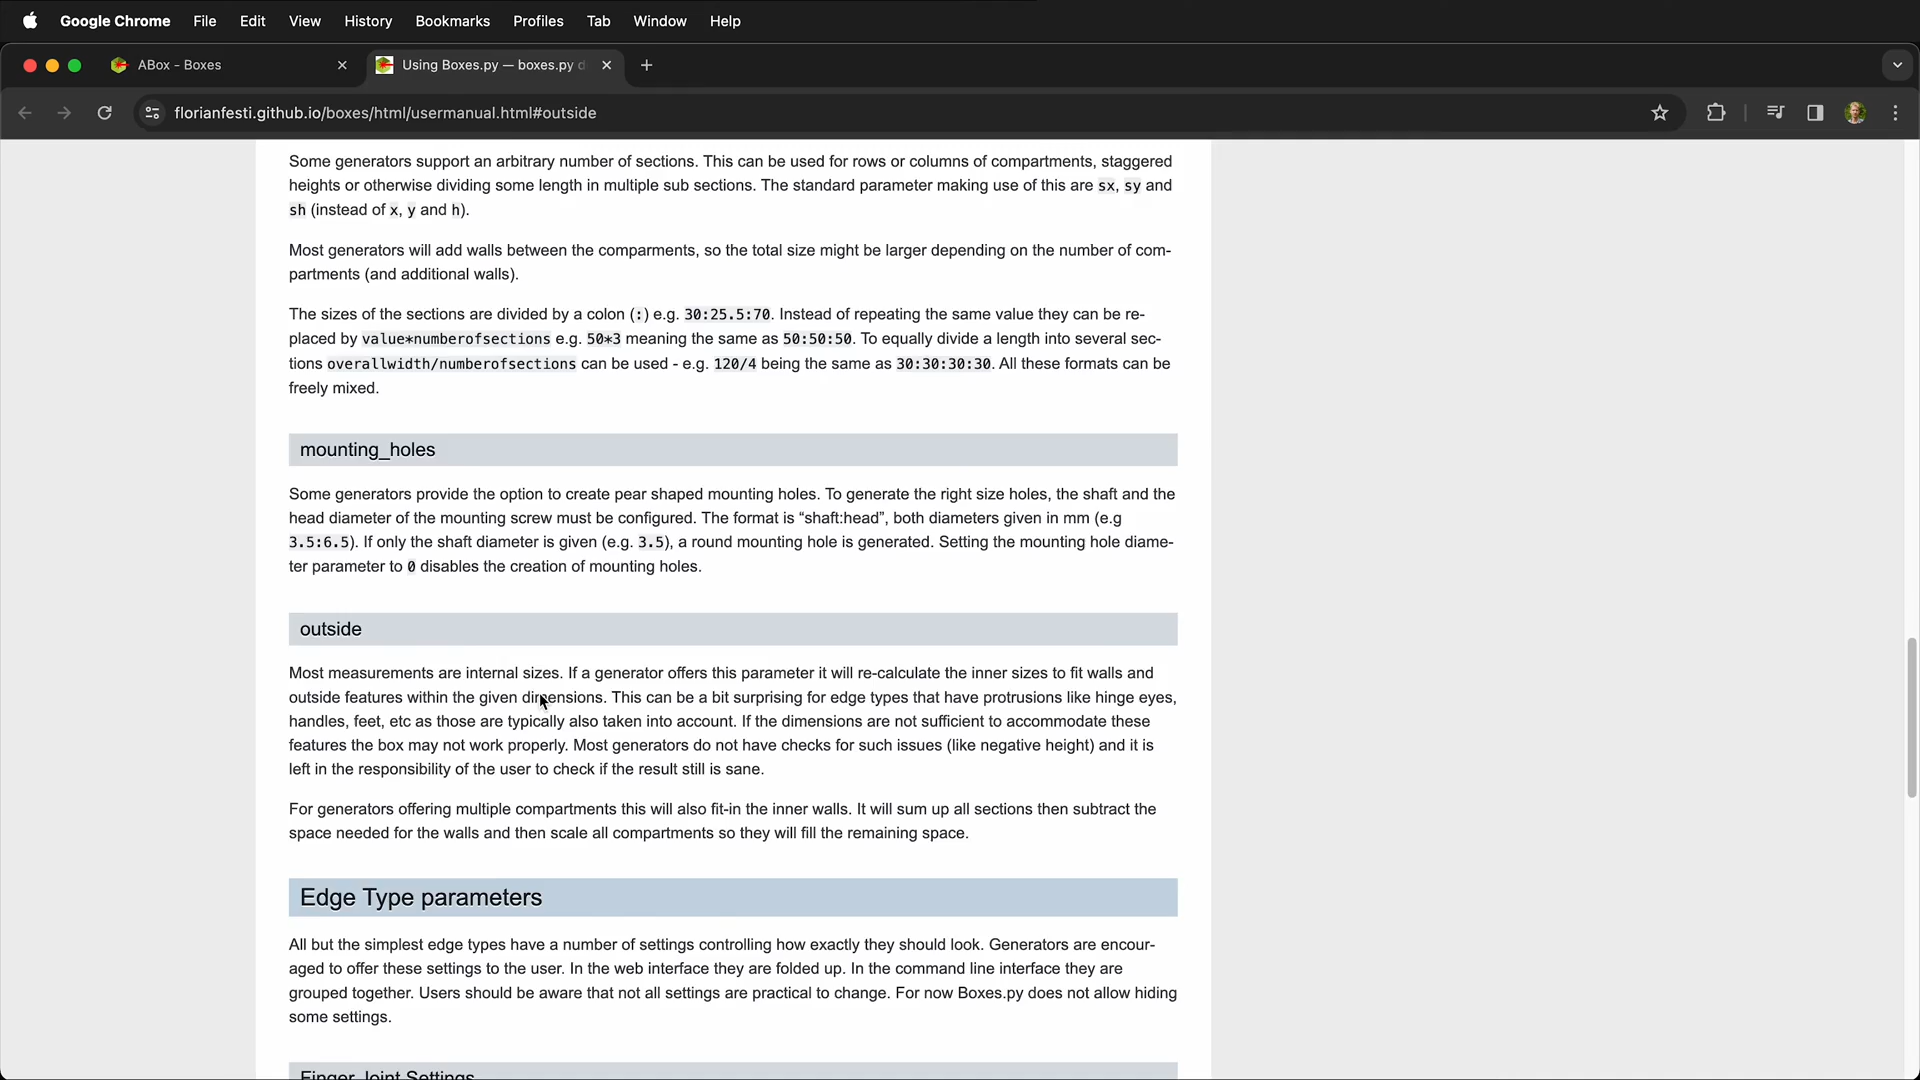 Google Chrome File Edit View History Bookmarks Profiles Tab Window Help
ABox - Boxes
Using Boxes.py — boxes.py d
florianfesti.github.io/boxes/html/usermanual.html#outside
Some generators support an arbitrary number of sections. This can be used for rows or columns of compartments, staggered
heights or otherwise dividing some length in multiple sub sections. The standard parameter making use of this are sx, sy and
sh (instead of x, y and h).
Most generators will add walls between the comparments, so the total size might be larger depending on the number of com-
partments (and additional walls).
The sizes of the sections are divided by a colon (:) e.g. 30:25.5:70. Instead of repeating the same value they can be re-
placed by value*numberofsections e.g. 50*3 meaning the same as 50:50:50. To equally divide a length into several sec-
tions overallwidth/numberofsections can be used - e.g. 120/4 being the same as 30:30:30:30. All these formats can be
freely mixed.
mounting_holes
Some generators provide the option to create pear shaped mounting holes. To generate the right size holes, the shaft and the
head diameter of the mounting screw must be configured. The format is “shaft:head”, both diameters given in mm (e.g
3.5:6.5). If only the shaft diameter is given (e.g. 3.5), a round mounting hole is generated. Setting the mounting hole diame-
ter parameter to 0 disables the creation of mounting holes.
outside
Most measurements are internal sizes. If a generator offers this parameter it will re-calculate the inner sizes to fit walls and
outside features within the given dimensions. This can be a bit surprising for edge types that have protrusions like hinge eyes,
handles, feet, etc as those are typically also taken into account. If the dimensions are not sufficient to accommodate these
features the box may not work properly. Most generators do not have checks for such issues (like negative height) and it is
left in the responsibility of the user to check if the result still is sane.
For generators offering multiple compartments this will also fit-in the inner walls. It will sum up all sections then subtract the
space needed for the walls and then scale all compartments so they will fill the remaining space.
Edge Type parameters
All but the simplest edge types have a number of settings controlling how exactly they should look. Generators are encour-
aged to offer these settings to the user. In the web interface they are folded up. In the command line interface they are
grouped together. Users should be aware that not all settings are practical to change. For now Boxes.py does not allow hiding
some settings.
Finger Joint Settings